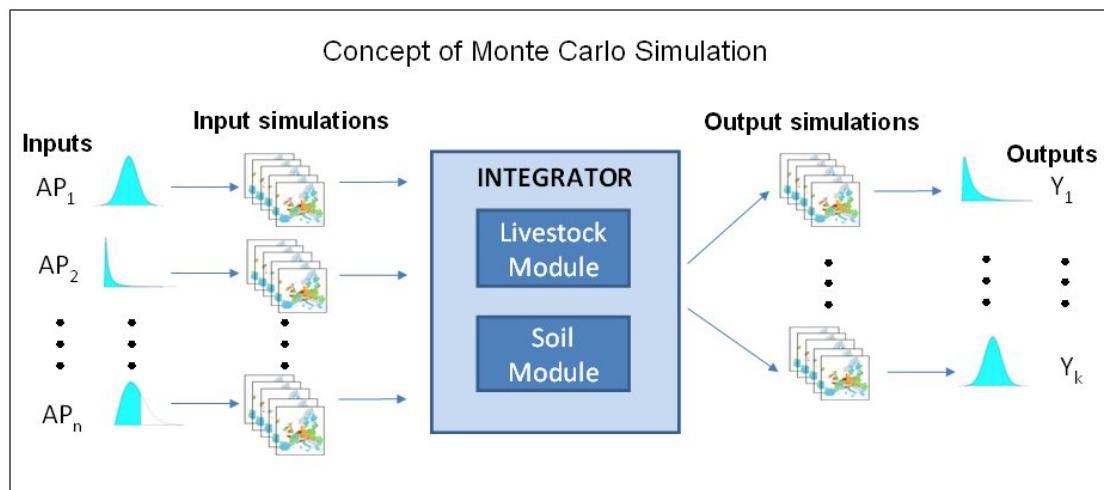 Concept of Monte Carlo Simulation
Input simulations
Output simulations
Inputs
Outputs
AP1
Y1
INTEGRATOR
Livestock
Module
AP2
Soil
Module
APn
Yk